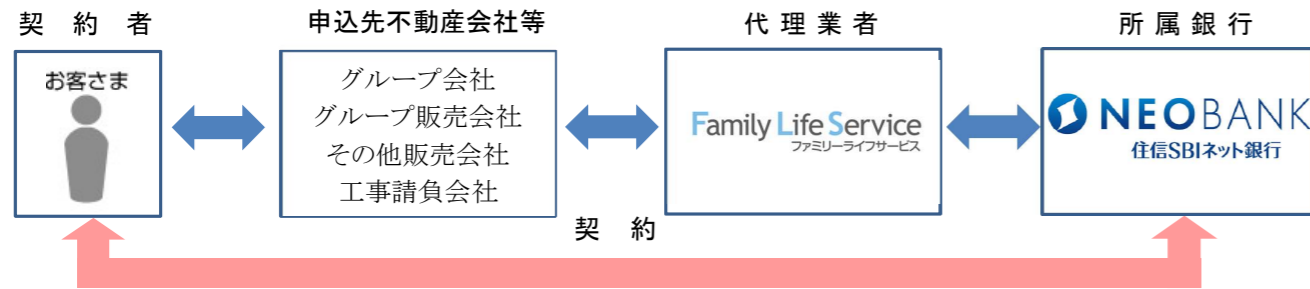 契約者
お客さま
申込先不動産会社等
グループ会社
グループ販売会社
その他販売会社
工事請負会社
代理業者
Family Life Service
ファミリーライフサービス
所属銀行
NEOBANK
住信SBIネット銀行
契約